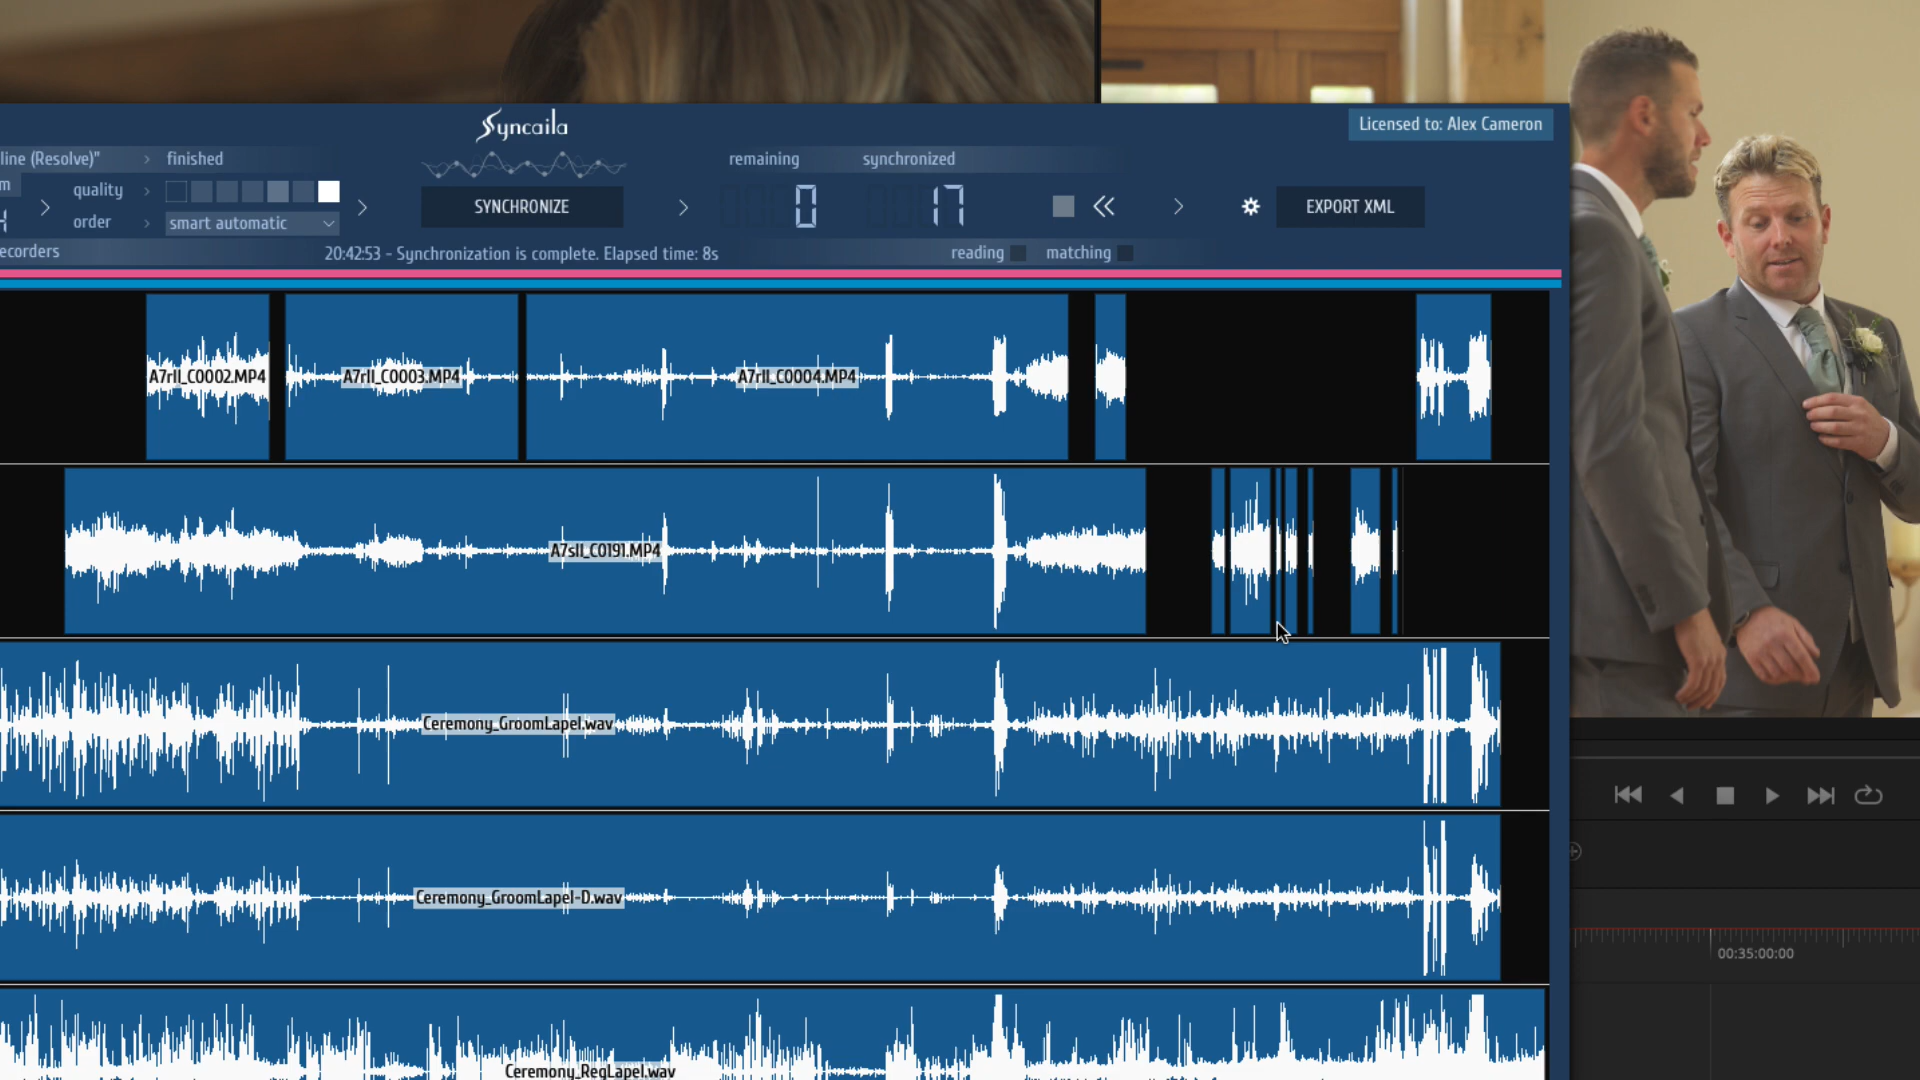 Syncaila
Licensed to: Alex Cameron
line (Resolve)" › finished
remaining
synchronized
m
quality ›
SYNCHRONIZE
0
17
EXPORT XML
order › smart automatic
ecorders
20:42:53 - Synchronization is complete. Elapsed time: 8s
reading
matching
A7rII_C0002.MP4
A7rII_C0003.MP4
A7rII_C0004.MP4
A7sII_C0191.MP4
Ceremony_GroomLapel.wav
Ceremony_GroomLapel-D.wav
00:35:00:00
Ceremony_RegLapel.wav